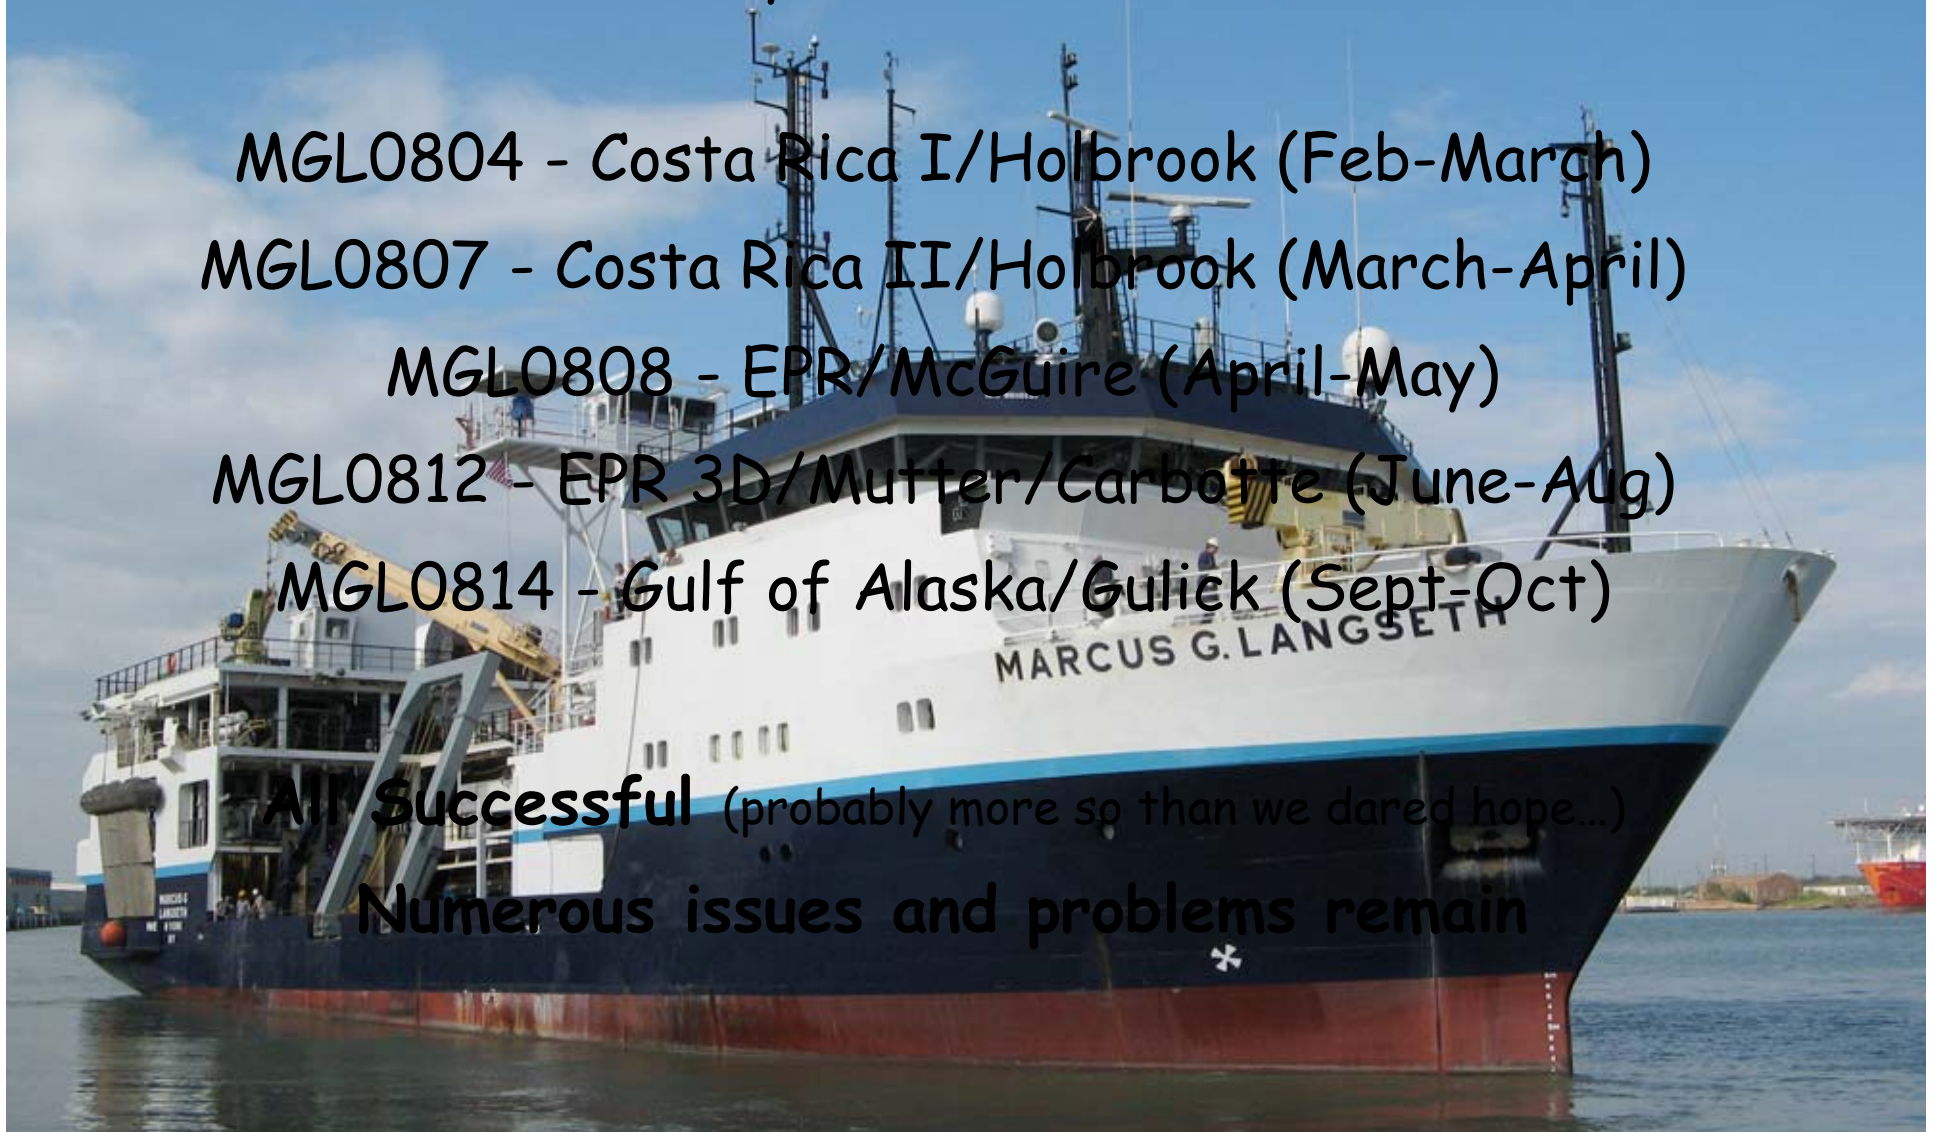 MGL0804 - Costa Rica I/Holbrook (Feb-March)
MGL0807 - Costa Rica II/Holbrook (March-April)
MGL0808 - EPR/McGuire (April-May)
MGL0812 - EPR 3D/Mutter/Carbotte (June-Aug)
MGL0814 - Gulf of Alaska/Gulick (Sept-Oct)
MARCUS G. LANGSETH
All Successful (probably more so than we dared hope...)
MARCUS G
LANGSETH
Numerous issues and problems remain